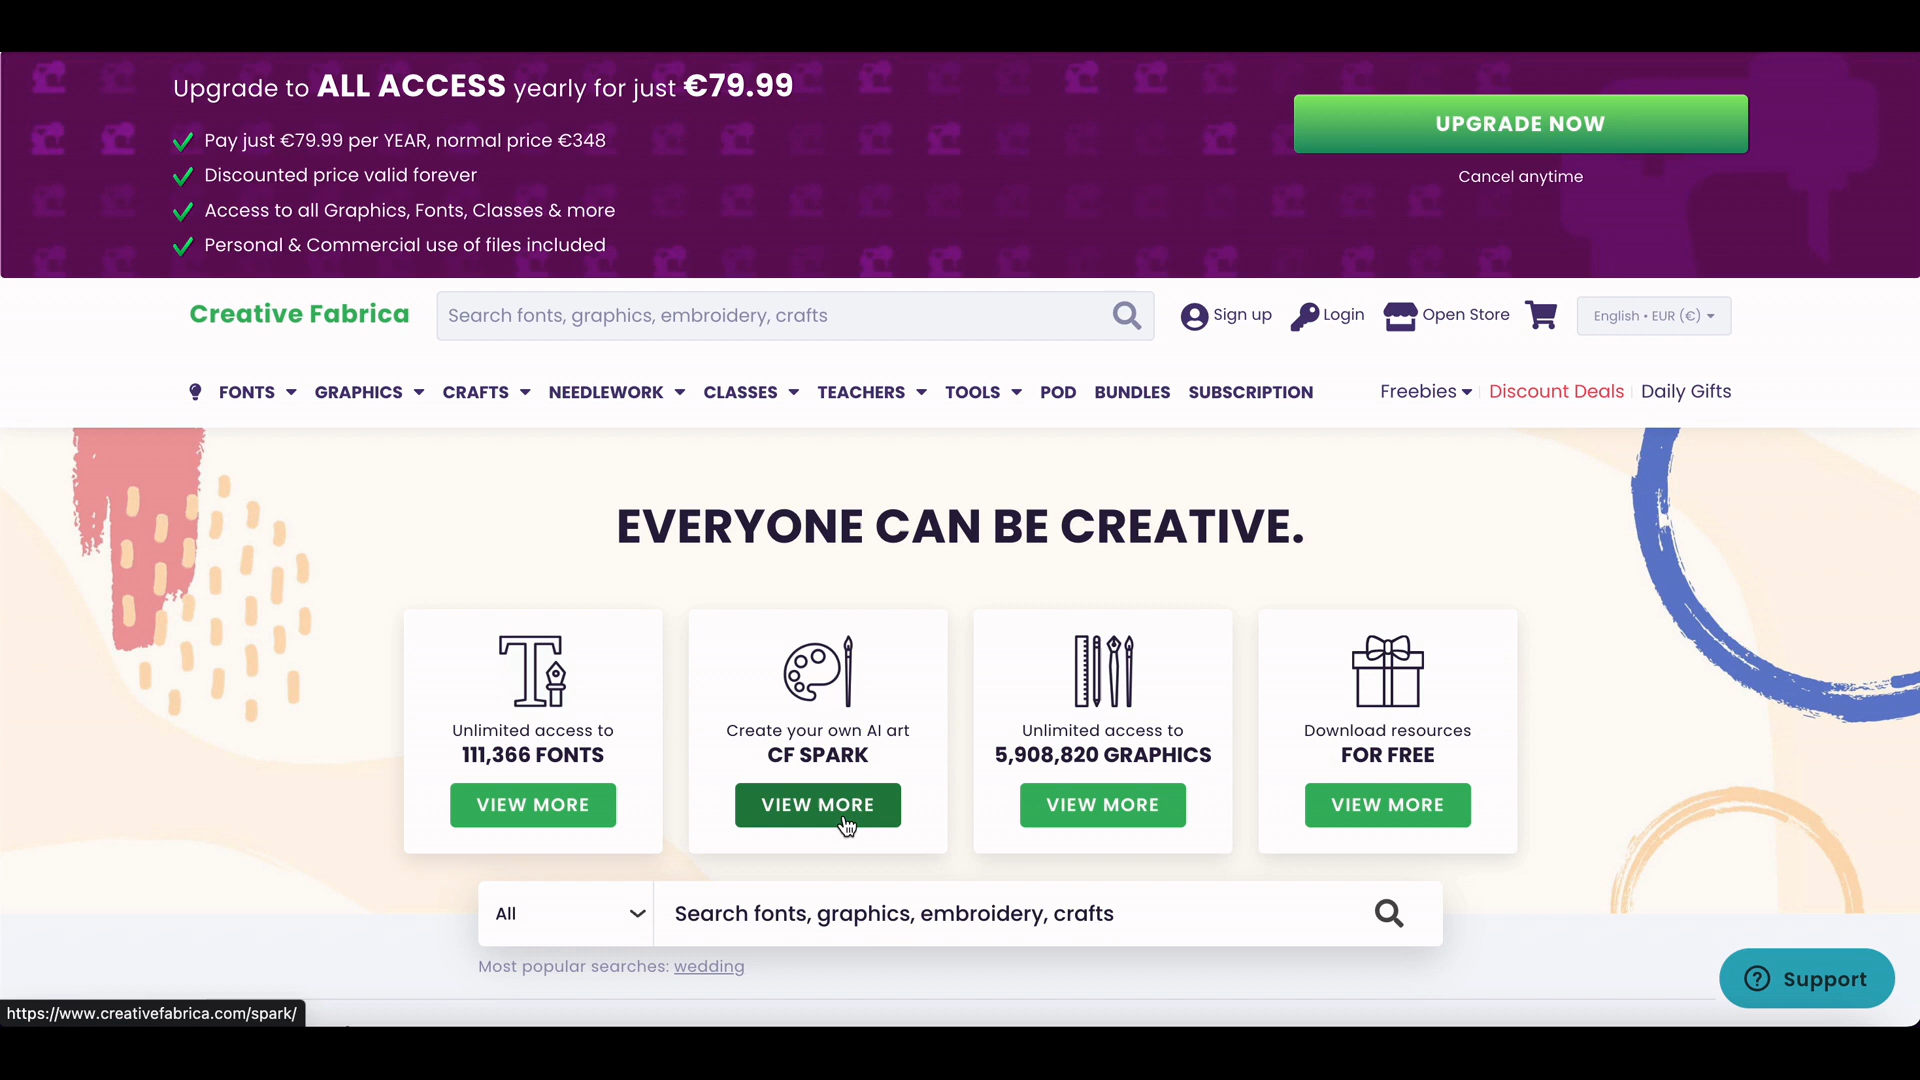 Upgrade to ALL ACCESS yearly for just €79.99
Pay just €79.99 per YEAR, normal price €348
Discounted price valid forever
Access to all Graphics, Fonts, Classes & more
Personal & Commercial use of files included
UPGRADE NOW
Cancel anytime
Creative Fabrica
Search fonts, graphics, embroidery, crafts
Sign up
Login
Open Store
English • EUR (€)
FONTS
GRAPHICS
CRAFTS
NEEDLEWORK
CLASSES
TEACHERS
TOOLS
POD
BUNDLES
SUBSCRIPTION
Freebies
Discount Deals
Daily Gifts
EVERYONE CAN BE CREATIVE.
Unlimited access to
111,366 FONTS
VIEW MORE
Create your own AI art
CF SPARK
VIEW MORE
Unlimited access to
5,908,820 GRAPHICS
VIEW MORE
Download resources
FOR FREE
VIEW MORE
All
Search fonts, graphics, embroidery, crafts
Most popular searches: wedding
Support
https://www.creativefabrica.com/spark/